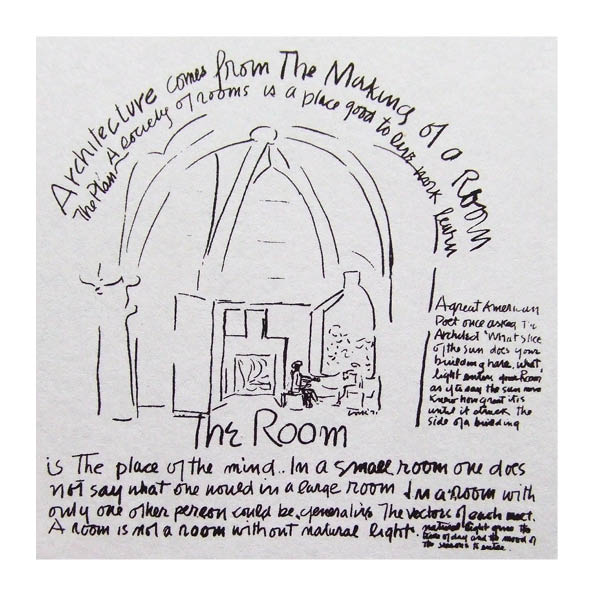 Architecture comes from The Making of a Room
The Plan A society of rooms is a place good to live work learn
A great American
Poet once asked The
Architect "What slice
of the sun does your
building have, what
light enters your Room
as if to say the sun never
knew how great it is
until it struck the
side of a building
The Room
is The place of the mind.. In a small room one does
not say what one would in a large room In a room with
only one other person could be generative The vectors of each meet.
A room is not a room without natural light.
natural light gives the
time of day and the mood of
the seasons to enter.